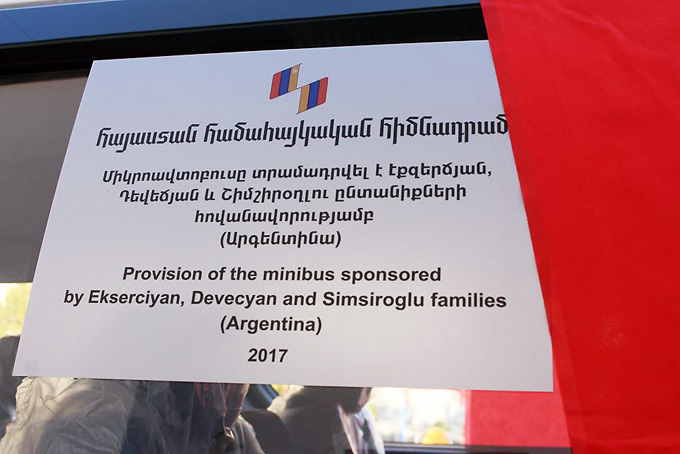 հայաստան համահայկական հիմնադրամ
Միկրոավտոբուսը տրամադրվել է էքզերճյան,
Դեվեճյան և Շիմշիրօղլու ընտանիքների
հովանավորությամբ
(Արգենտինա)
Provision of the minibus sponsored
by Ekserciyan, Devecyan and Simsiroglu families
(Argentina)
2017